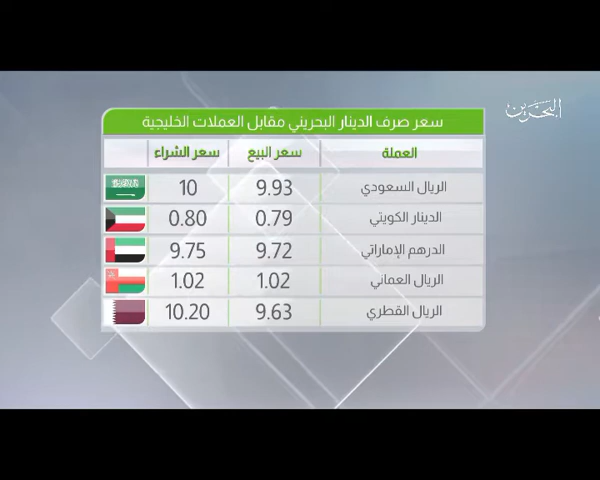 البحرين
سعر صرف الدينار البحريني مقابل العملات الخليجية
العملة سعر البيع سعر الشراء
الريال السعودي 9.93 10
الدينار الكويتي 0.79 0.80
الدرهم الإماراتي 9.72 9.75
الريال العماني 1.02 1.02
الريال القطري 9.63 10.20